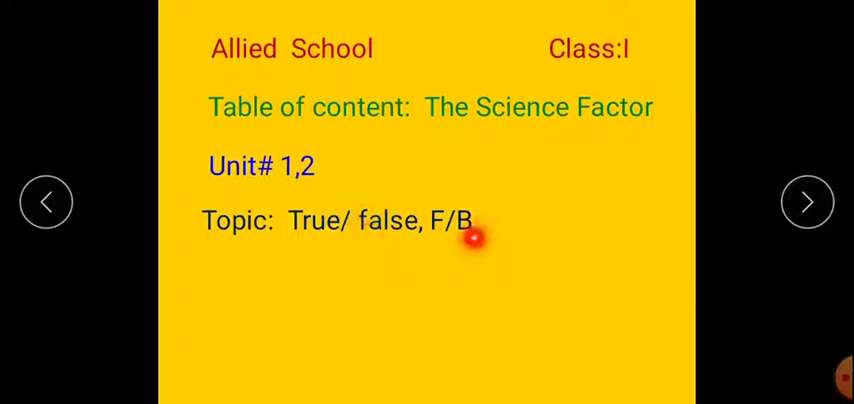 Allied School Class:I
Table of content: The Science Factor
Unit# 1,2
Topic: True/ false, F/B